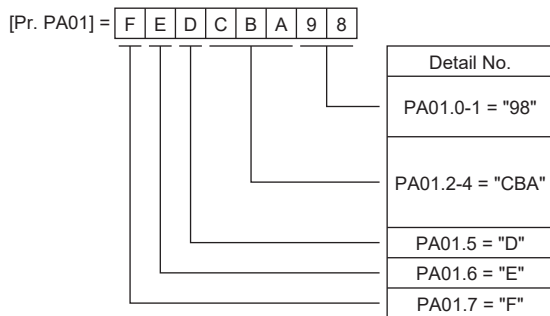 [Pr. PA01] = F E D C B A 9 8
Detail No.
PA01.0-1 = "98"
PA01.2-4 = "CBA"
PA01.5 = "D"
PA01.6 = "E"
PA01.7 = "F"